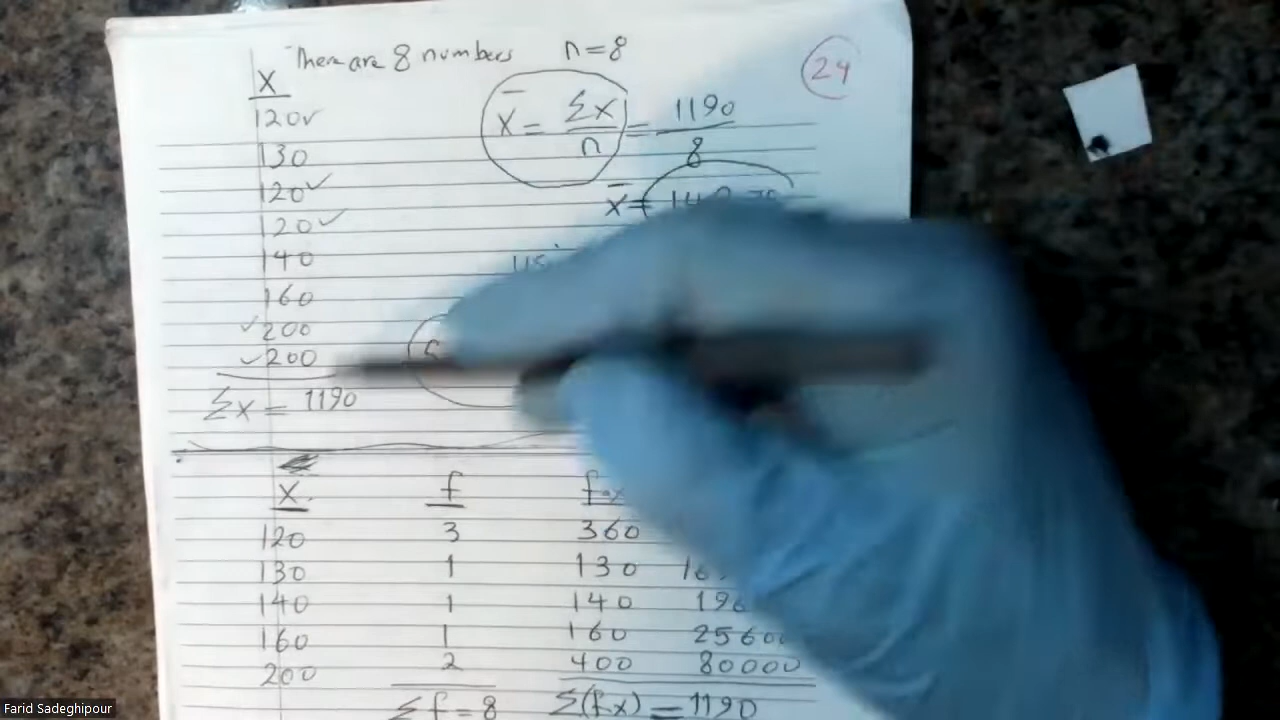 There are 8 numbers n=8
24
X
120✓
X̄ = Σx/n = 1190/8
130
120✓
X̄ =
120✓
140
160
✓200
✓200
Σx = 1190
X f f·x
120 3 360
130 1 130
140 1 140
160 1 160 25600
200 2 400 80000
Σf = 8 Σ(f·x) = 1190
Farid Sadeghipour